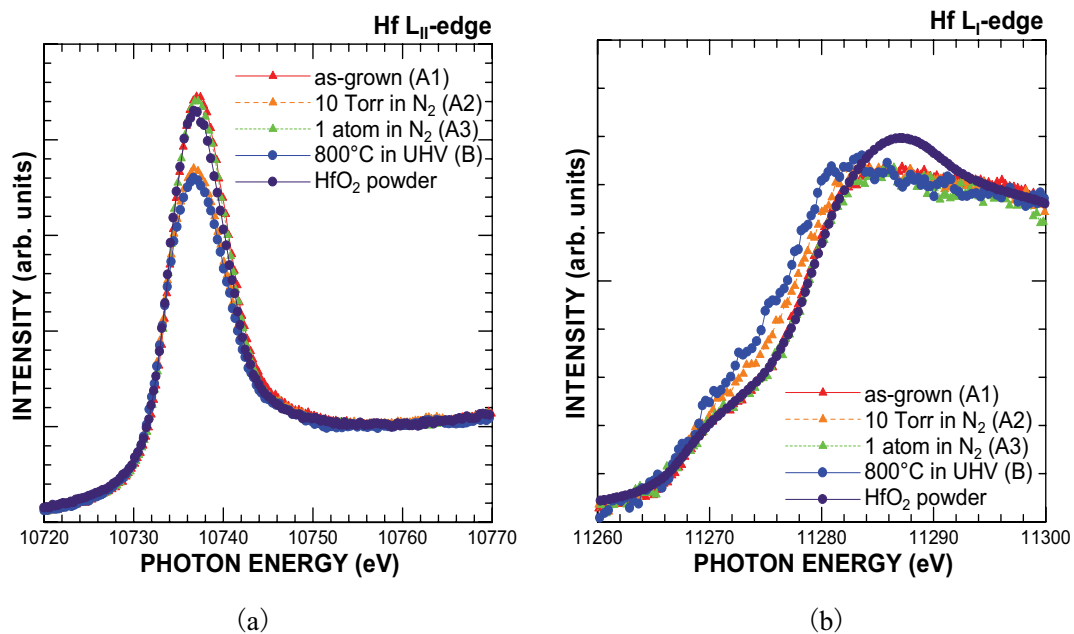 Hf L_II-edge
as-grown (A1)
10 Torr in N₂ (A2)
1 atom in N₂ (A3)
800°C in UHV (B)
HfO₂ powder
INTENSITY (arb. units)
10720 10730 10740 10750 10760 10770
PHOTON ENERGY (eV)
(a)
Hf L_I-edge
as-grown (A1)
10 Torr in N₂ (A2)
1 atom in N₂ (A3)
800°C in UHV (B)
HfO₂ powder
INTENSITY (arb. units)
11260 11270 11280 11290 11300
PHOTON ENERGY (eV)
(b)